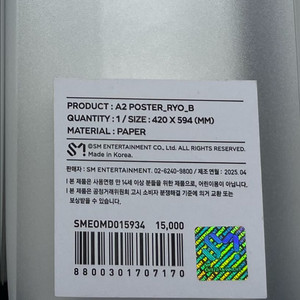 PRODUCT : A2 POSTER_RYO_B
QUANTITY : 1 / SIZE : 420 X 594 (MM)
MATERIAL : PAPER
SM ©SM ENTERTAINMENT CO., Ltd. ALL RIGHTS RESERVED.
Made in Korea.
판매자 : SM ENTERTAINMENT. 02-6240-9800 / 제조 연월 : 2025. 04
! 본 제품은 사용연령 만 14세 이상 분들을 위한 제품으로, 어린이용이 아닙니다.
! 본 제품은 공정거래위원회 고시 소비자 분쟁해결 기준에 의거 교환 또는
보상받을 수 있습니다.
SMEOMD015934 15,000
8800301707170